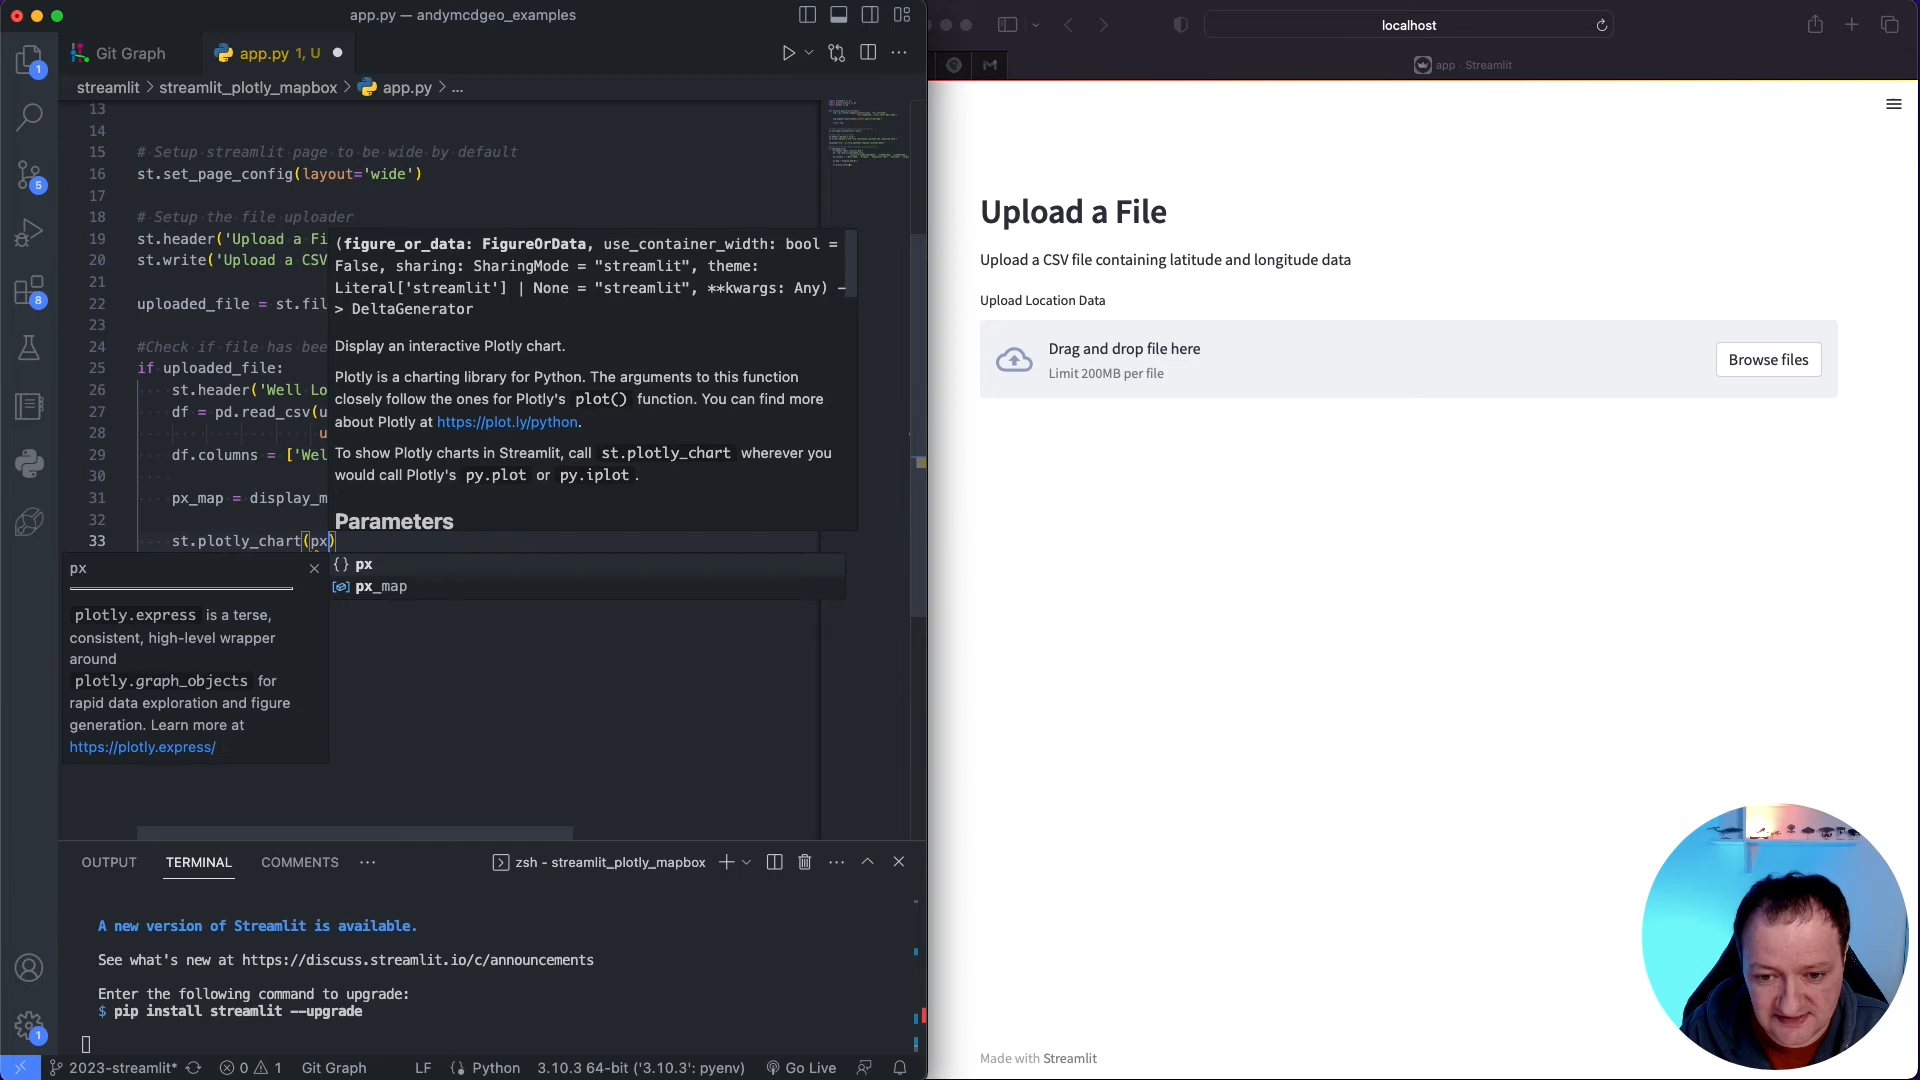 app.py — andymcdgeo_examples
Git Graph
app.py 1, U
streamlit > streamlit_plotly_mapbox > app.py > ...
13
14
15 # Setup streamlit page to be wide by default
16 st.set_page_config(layout='wide')
17
18 # Setup the file uploader
19 st.header('Upload a Fi
20 st.write('Upload a CSV
21
22 uploaded_file = st.fil
23
24 #Check if file has bee
25 if uploaded_file:
26 st.header('Well Lo
27 df = pd.read_csv(u
28 u
29 df.columns = ['Wel
30
31 px_map = display_m
32
33 st.plotly_chart(px)
(figure_or_data: FigureOrData, use_container_width: bool =
False, sharing: SharingMode = "streamlit", theme:
Literal['streamlit'] | None = "streamlit", **kwargs: Any) –
> DeltaGenerator
Display an interactive Plotly chart.
Plotly is a charting library for Python. The arguments to this function
closely follow the ones for Plotly's plot() function. You can find more
about Plotly at https://plot.ly/python.
To show Plotly charts in Streamlit, call st.plotly_chart wherever you
would call Plotly's py.plot or py.iplot.
Parameters
{} px
px_map
px
plotly.express is a terse,
consistent, high-level wrapper
around
plotly.graph_objects for
rapid data exploration and figure
generation. Learn more at
https://plotly.express/
1
5
8
1
OUTPUT TERMINAL COMMENTS ···
zsh - streamlit_plotly_mapbox
A new version of Streamlit is available.
See what's new at https://discuss.streamlit.io/c/announcements
Enter the following command to upgrade:
$ pip install streamlit --upgrade
2023-streamlit* 0 1 Git Graph LF Python 3.10.3 64-bit ('3.10.3': pyenv) Go Live
localhost
app · Streamlit
Upload a File
Upload a CSV file containing latitude and longitude data
Upload Location Data
Drag and drop file here
Limit 200MB per file
Browse files
Made with Streamlit